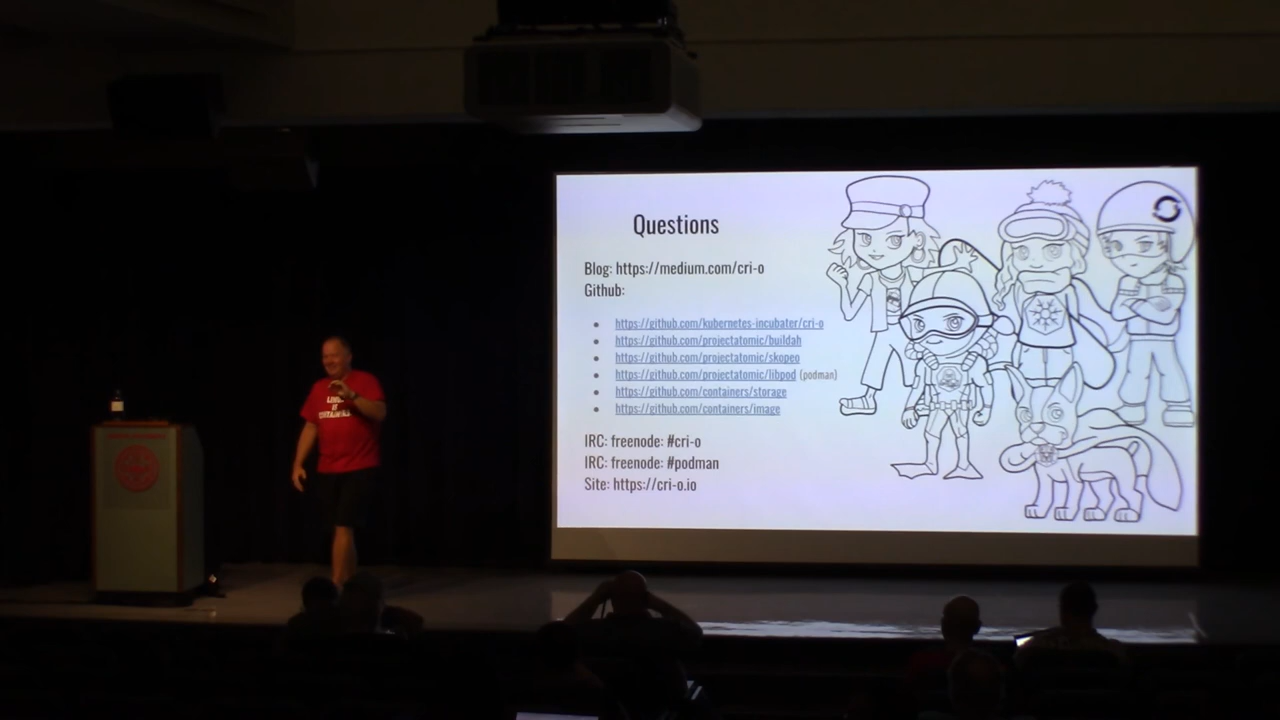 Questions
Blog: https://medium.com/cri-o
Github:
https://github.com/kubernetes-incubater/cri-o
https://github.com/projectatomic/buildah
https://github.com/projectatomic/skopeo
https://github.com/projectatomic/libpod (podman)
https://github.com/containers/storage
https://github.com/containers/image
IRC: freenode: #cri-o
IRC: freenode: #podman
Site: https://cri-o.io